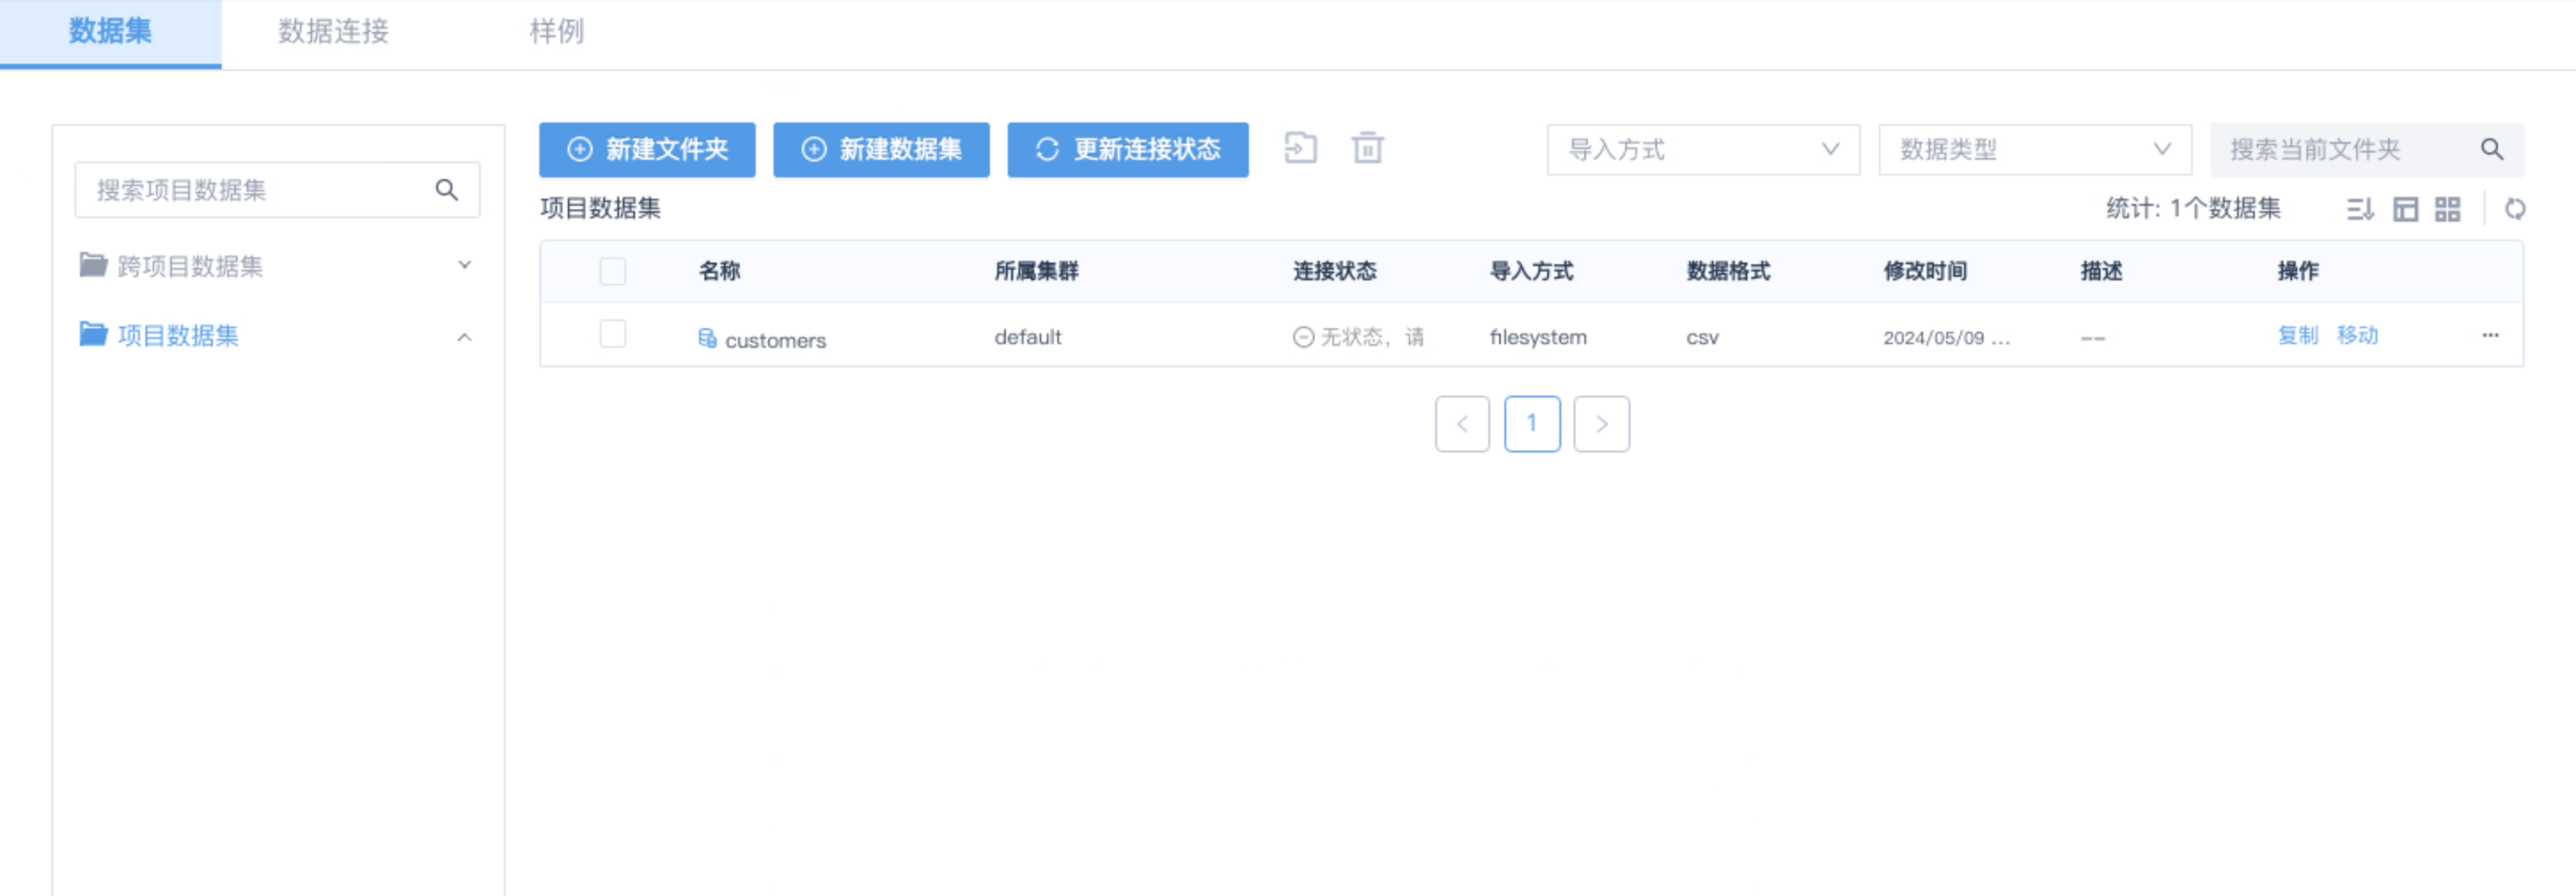 数据集 数据连接 样例
新建文件夹 新建数据集 更新连接状态 导入方式 数据类型 搜索当前文件夹
搜索项目数据集
项目数据集 统计: 1个数据集
跨项目数据集
项目数据集
名称 所属集群 连接状态 导入方式 数据格式 修改时间 描述 操作
customers default 无状态，请 filesystem csv 2024/05/09 ... -- 复制 移动 ...
< 1 >